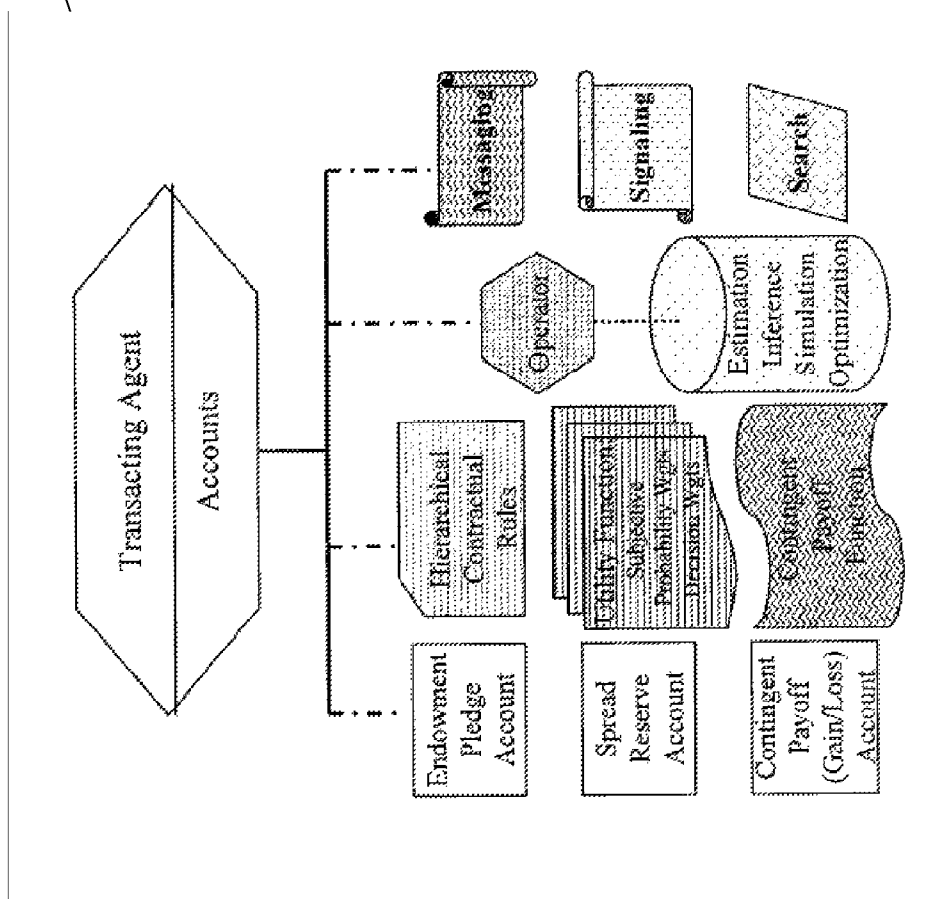 Transacting Agent
Accounts
Endowment
Pledge
Account
Spread
Reserve
Account
Contingent
Payoff
(Gain/Loss)
Account
Hierarchical
Contractual
Rules
Utility Functions
Subjective
Probability Wgts
Decision Wgts
Contingent
Payoff
Function
Operator
Estimation
Inference
Simulation
Optimization
Messaging
Signaling
Search